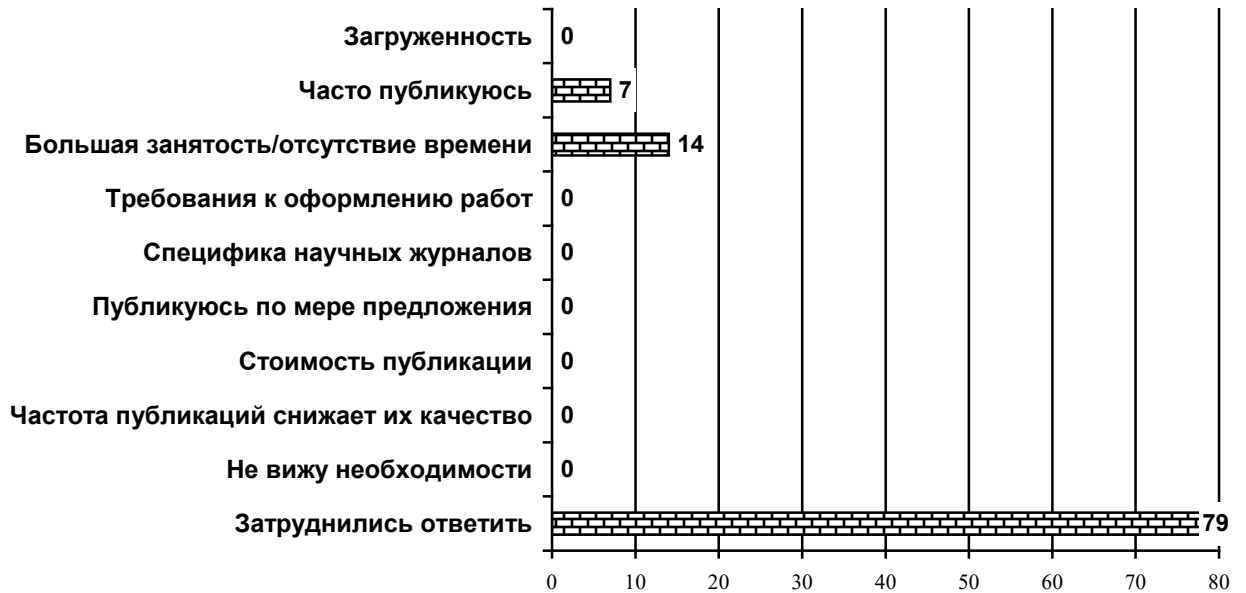 Загруженность 0
Часто публикуюсь 7
Большая занятость/отсутствие времени 14
Требования к оформлению работ 0
Специфика научных журналов 0
Публикуюсь по мере предложения 0
Стоимость публикации 0
Частота публикаций снижает их качество 0
Не вижу необходимости 0
Затруднились ответить 79
0 10 20 30 40 50 60 70 80